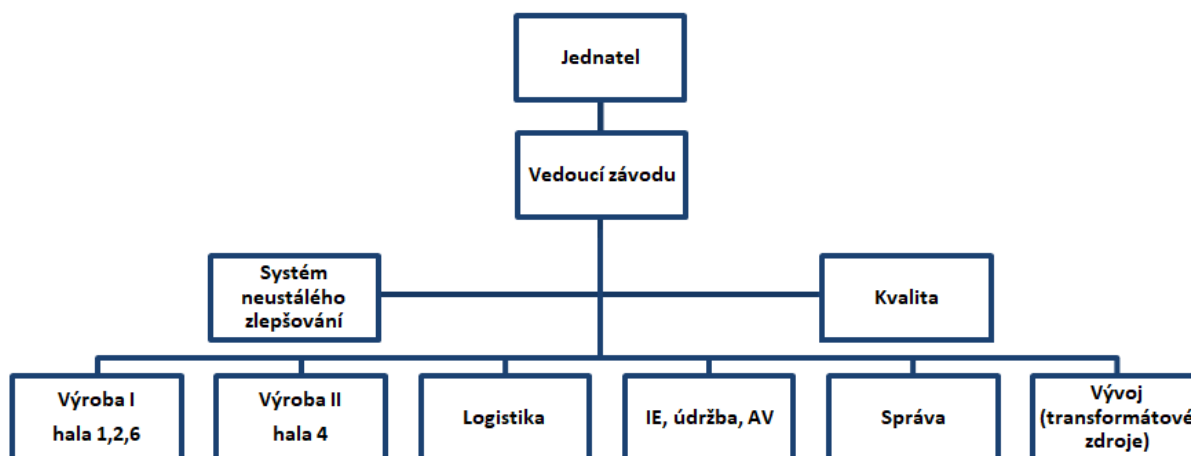 Jednatel
Vedoucí závodu
Systém
neustálého
zlepšování
Kvalita
Výroba I
hala 1,2,6
Výroba II
hala 4
Logistika
IE, údržba, AV
Správa
Vývoj
(transformátové
zdroje)